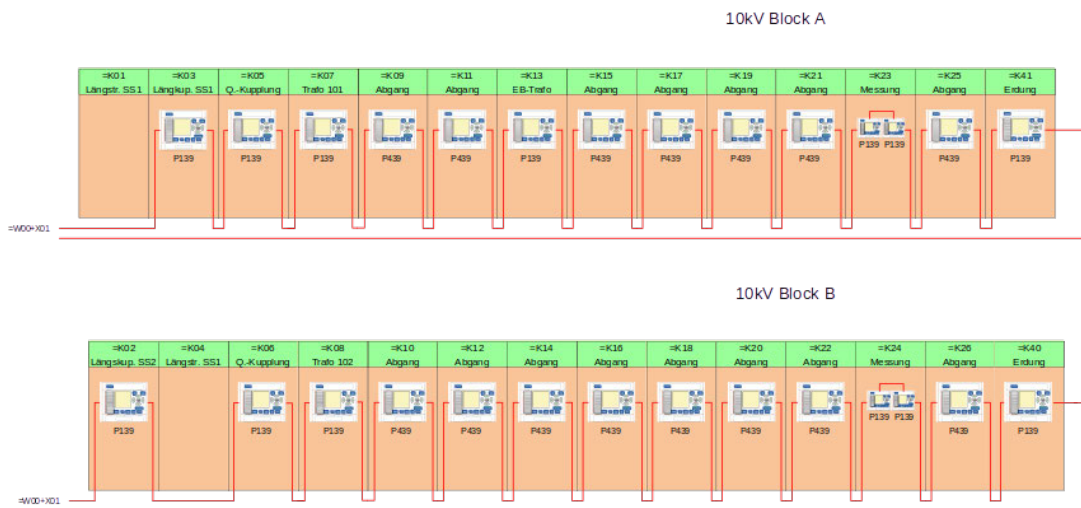 10kV Block A
=K01 =K03 =K05 =K07 =K09 =K11 =K13 =K15 =K17 =K19 =K21 =K23 =K25 =K41
Längstr. SS1 Längkup. SS1 Q.-Kupplung Trafo 101 Abgang Abgang EB-Trafo Abgang Abgang Abgang Abgang Messung Abgang Erdung
P139 P139 P139 P439 P439 P139 P439 P439 P439 P439 P139 P139 P439 P139
=W00+X01
10kV Block B
=K02 =K04 =K06 =K08 =K10 =K12 =K14 =K16 =K18 =K20 =K22 =K24 =K26 =K40
Längskup. SS2 Längstr. SS1 Q.-Kupplung Trafo 102 Abgang Abgang Abgang Abgang Abgang Abgang Abgang Messung Abgang Erdung
P139 P139 P139 P439 P439 P439 P439 P439 P439 P439 P139 P139 P439 P139
=W00+X01